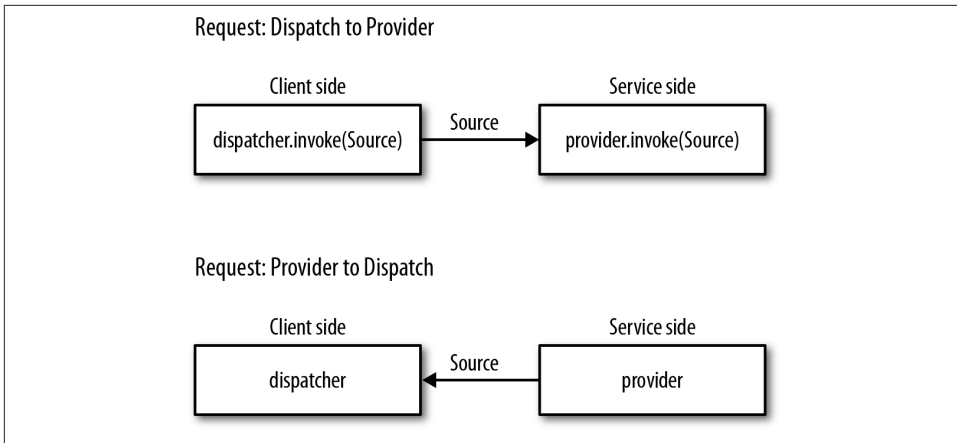 Request: Dispatch to Provider
Client side
Service side
dispatcher.invoke(Source)
Source
provider.invoke(Source)
Request: Provider to Dispatch
Client side
Service side
dispatcher
Source
provider